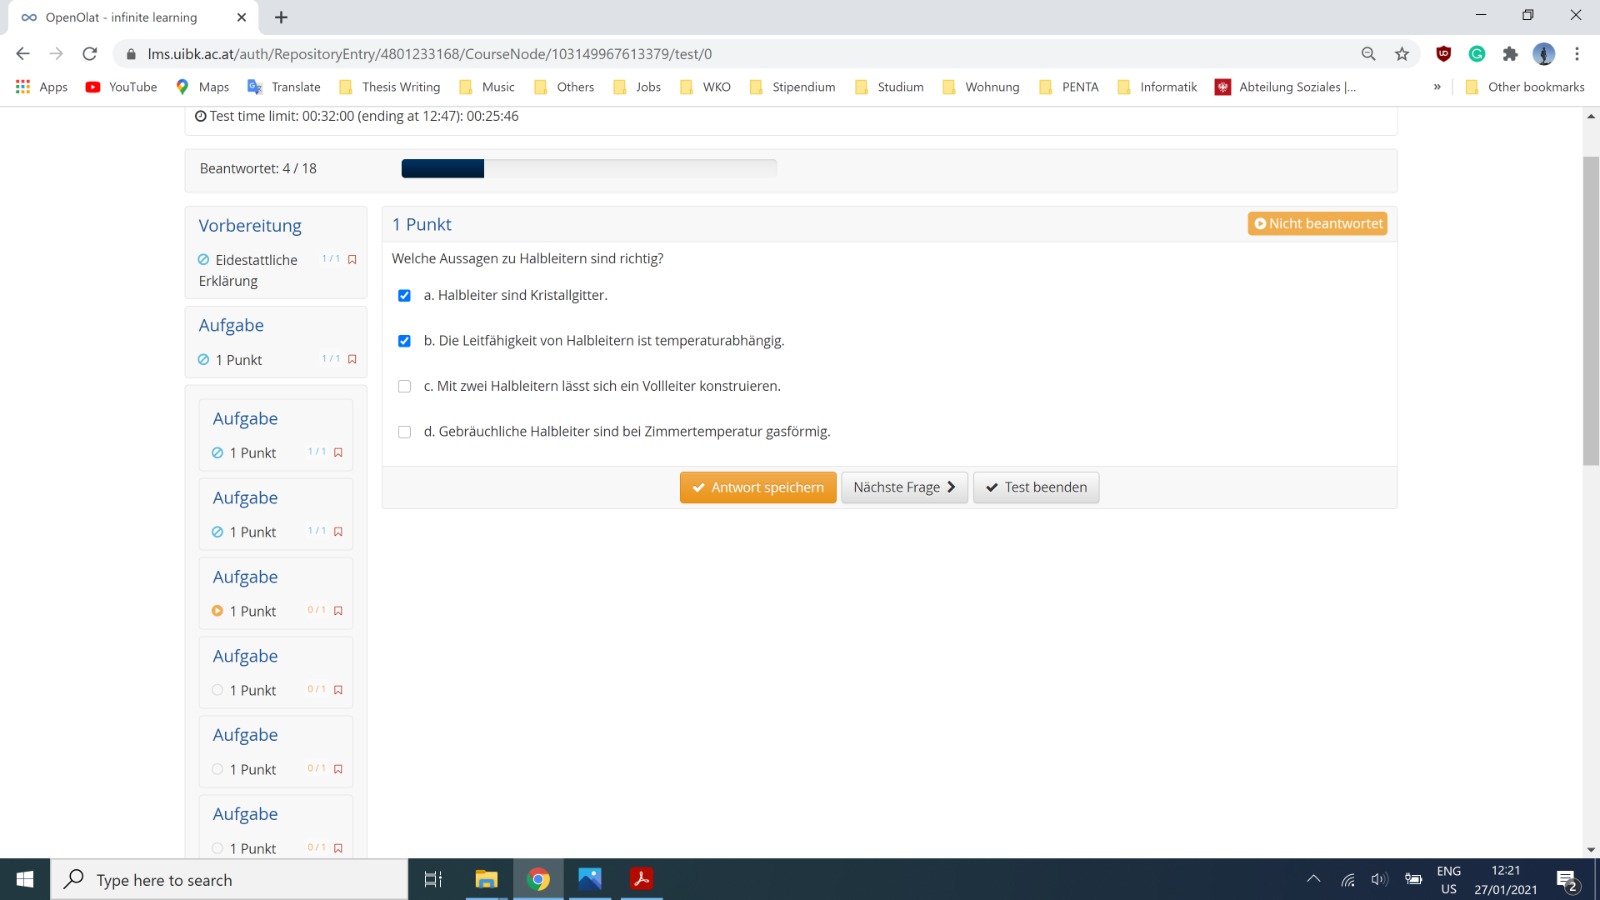 OpenOlat - infinite learning
lms.uibk.ac.at/auth/RepositoryEntry/4801233168/CourseNode/103149967613379/test/0
Apps YouTube Maps Translate Thesis Writing Music Others Jobs WKO Stipendium Studium Wohnung PENTA Informatik Abteilung Soziales |... » Other bookmarks
Test time limit: 00:32:00 (ending at 12:47): 00:25:46
Beantwortet: 4 / 18
Vorbereitung
Eidestattliche 1 / 1
Erklärung
Aufgabe
1 Punkt 1 / 1
Aufgabe
1 Punkt 1 / 1
Aufgabe
1 Punkt 1 / 1
Aufgabe
1 Punkt 0 / 1
Aufgabe
1 Punkt 0 / 1
Aufgabe
1 Punkt 0 / 1
Aufgabe
1 Punkt 0 / 1
1 Punkt
Nicht beantwortet
Welche Aussagen zu Halbleitern sind richtig?
a. Halbleiter sind Kristallgitter.
b. Die Leitfähigkeit von Halbleitern ist temperaturabhängig.
c. Mit zwei Halbleitern lässt sich ein Vollleiter konstruieren.
d. Gebräuchliche Halbleiter sind bei Zimmertemperatur gasförmig.
Antwort speichern Nächste Frage Test beenden
Type here to search
ENG
US
12:21
27/01/2021
2